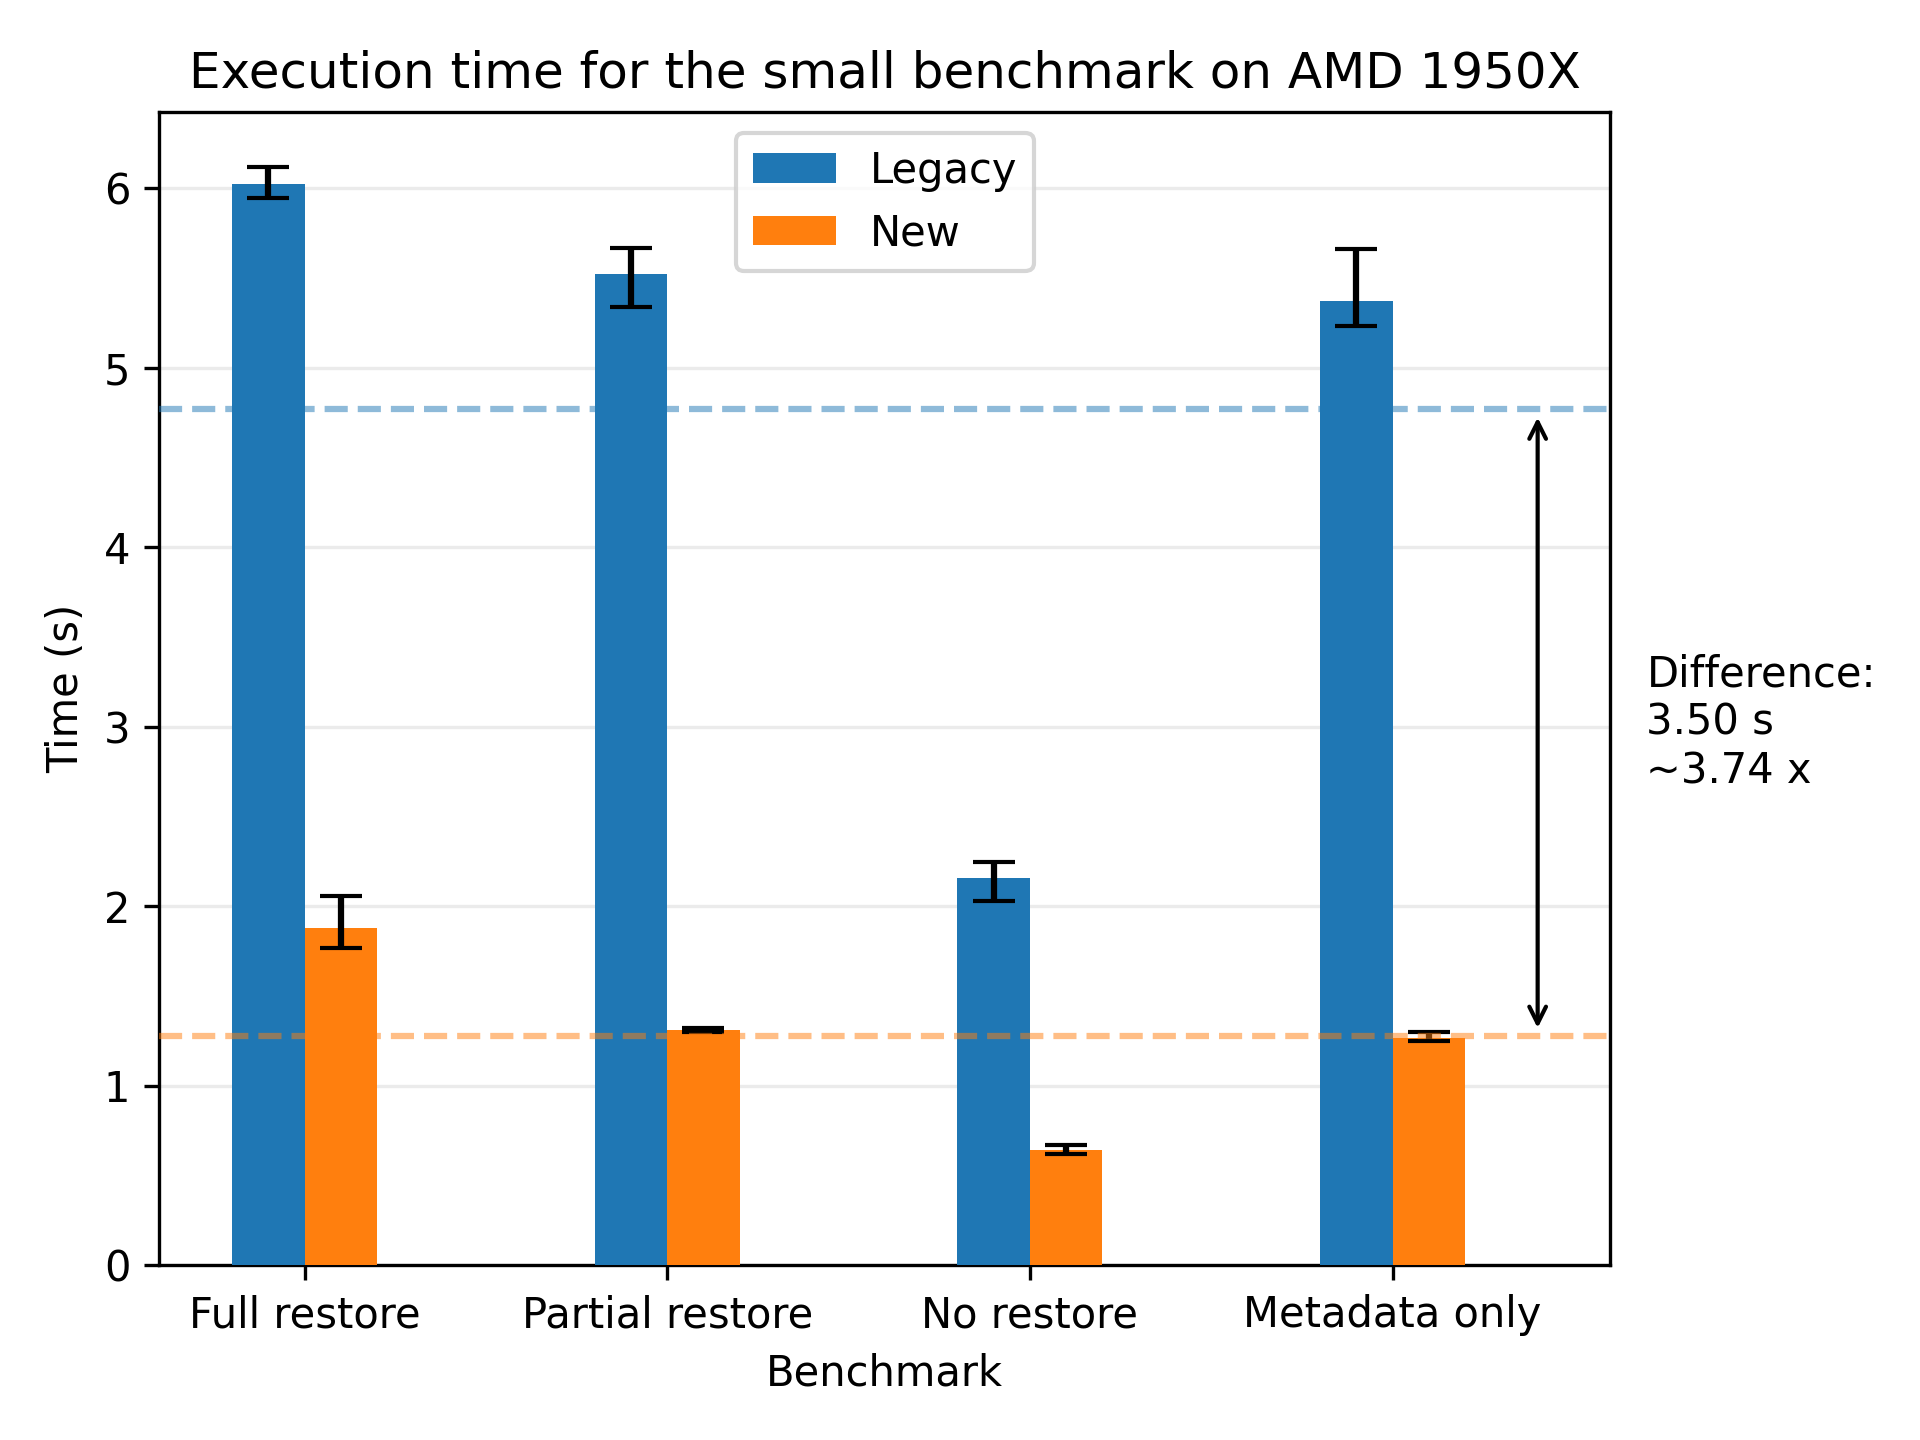 Execution time for the small benchmark on AMD 1950X
Legacy
New
6
5
4
3
2
1
0
Time (s)
Difference:
3.50 s
~3.74 x
Full restore
Partial restore
No restore
Metadata only
Benchmark